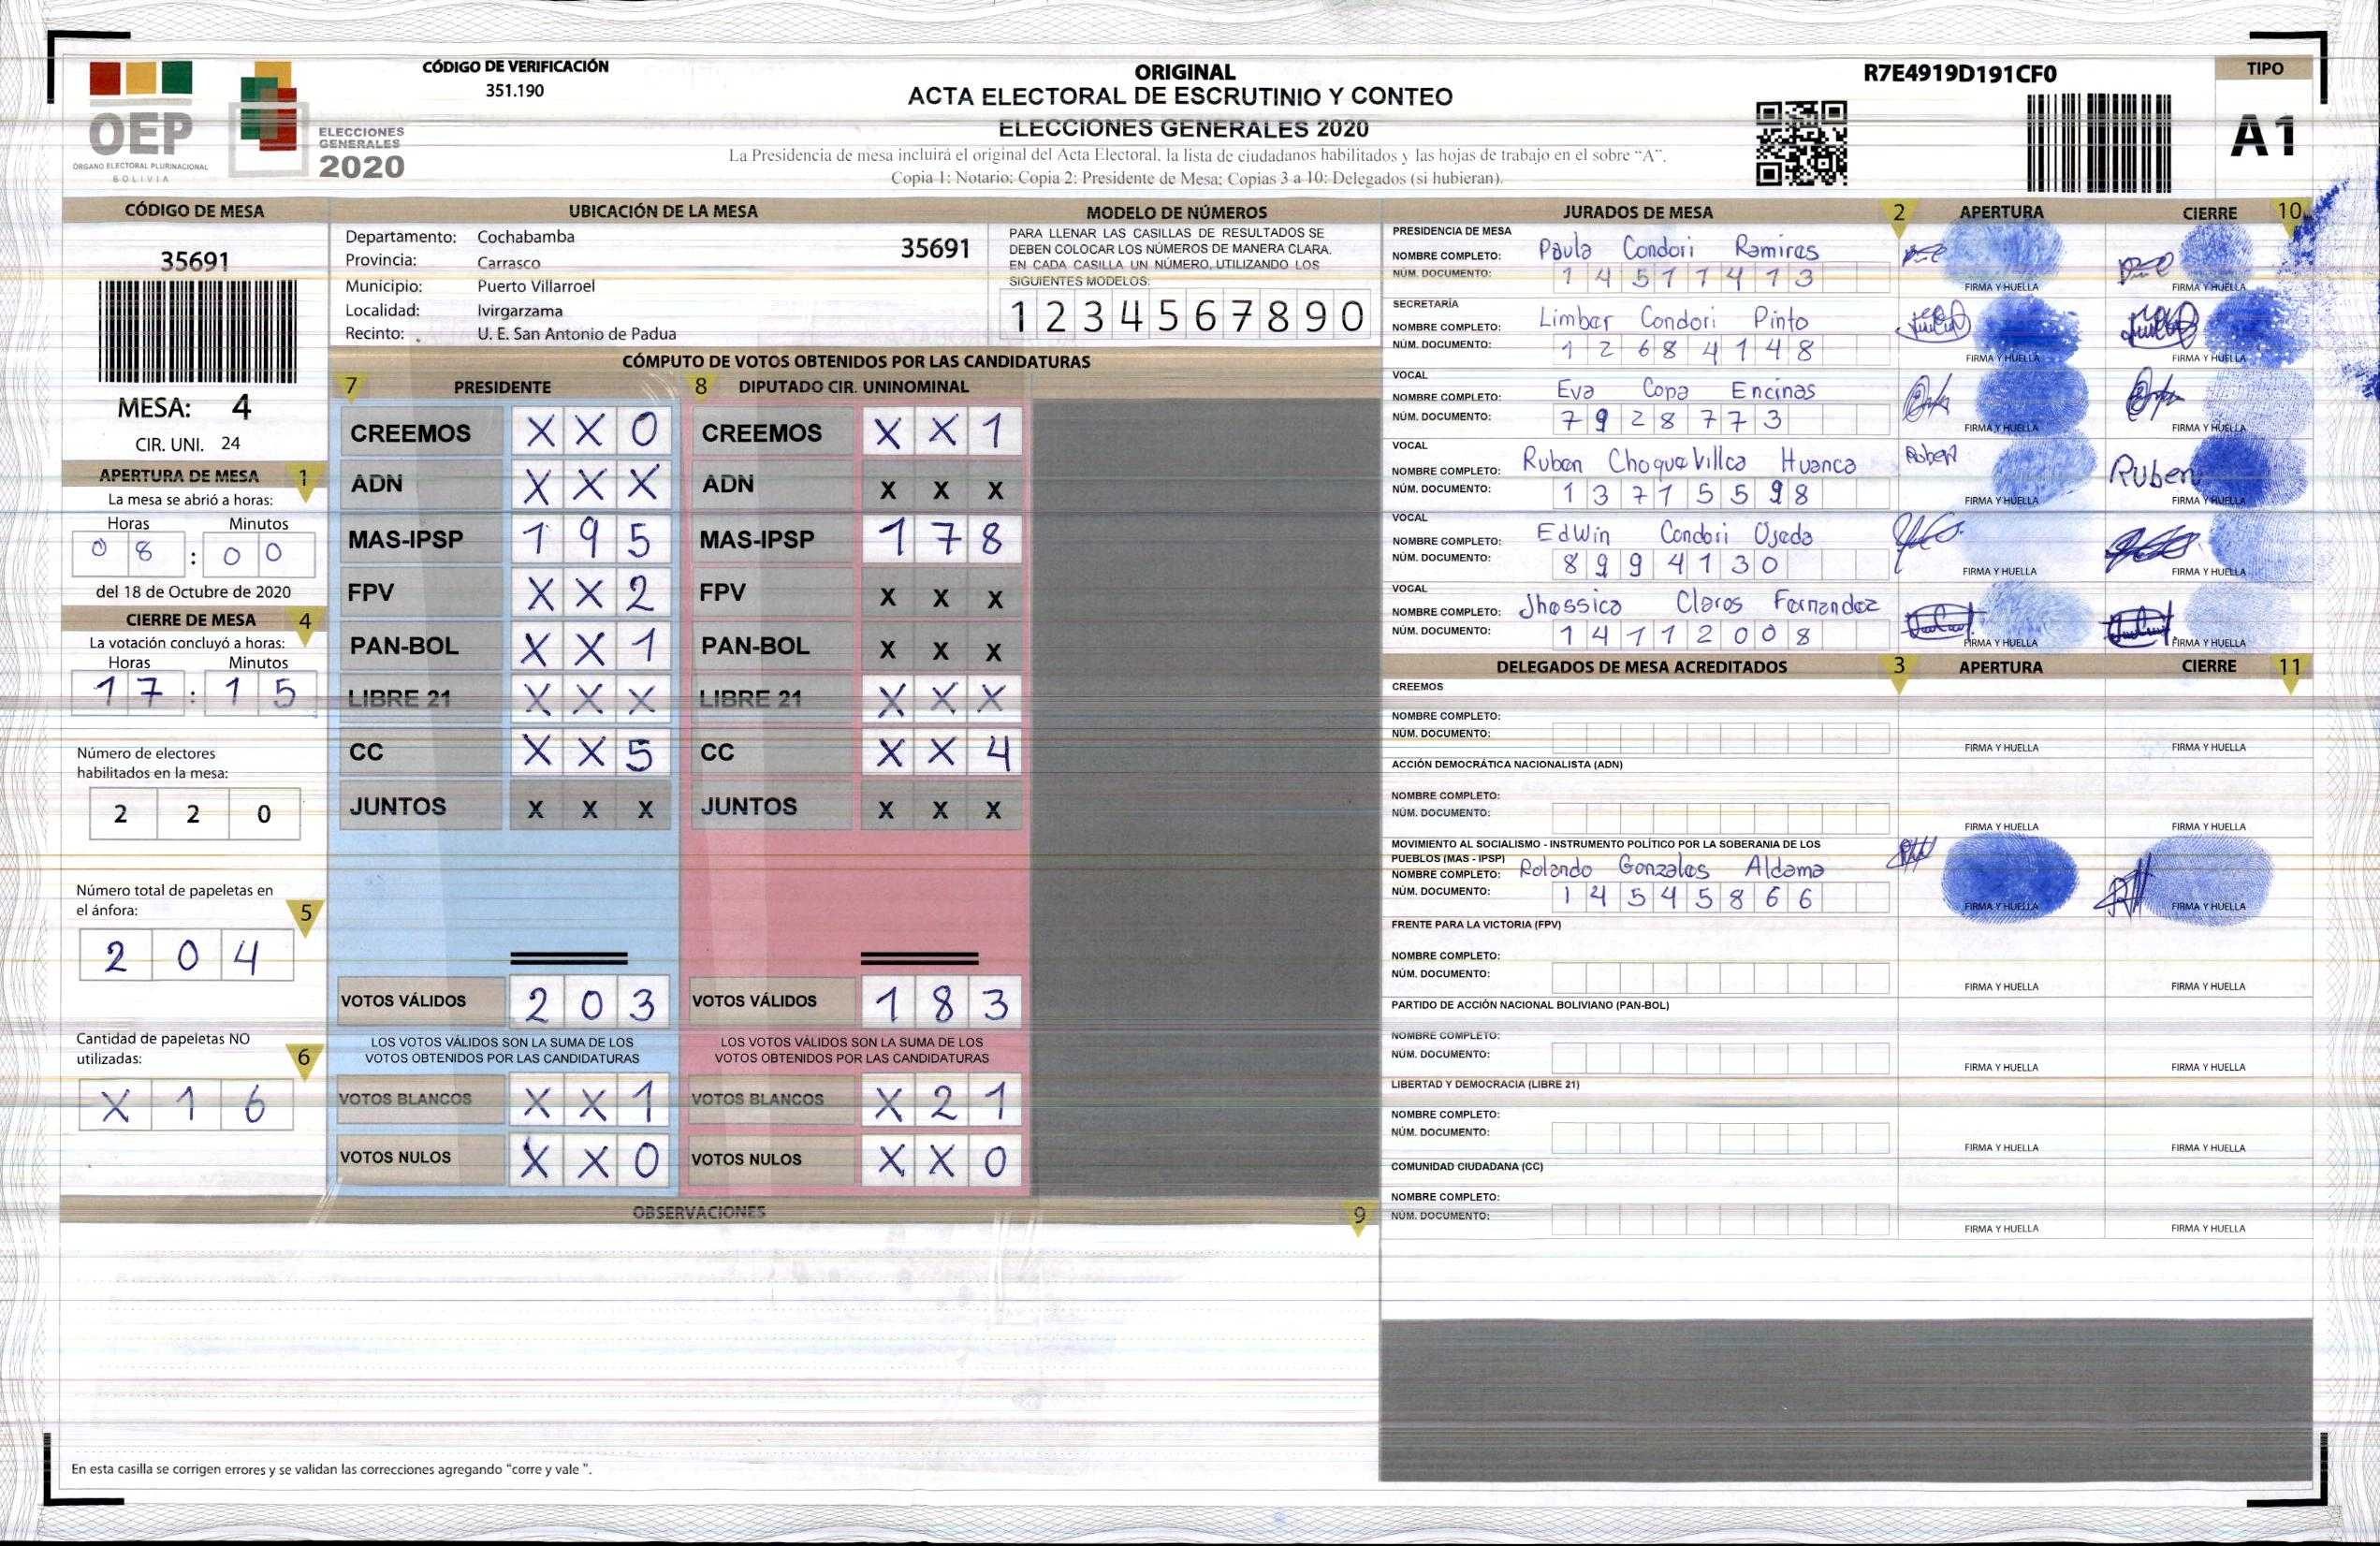 OEP
ÓRGANO ELECTORAL PLURINACIONAL
BOLIVIA
ELECCIONES
GENERALES
2020
CÓDIGO DE VERIFICACIÓN
351.190
ORIGINAL
ACTA ELECTORAL DE ESCRUTINIO Y CONTEO
ELECCIONES GENERALES 2020
La Presidencia de mesa incluirá el original del Acta Electoral, la lista de ciudadanos habilitados y las hojas de trabajo en el sobre "A".
Copia 1: Notario; Copia 2: Presidente de Mesa; Copias 3 a 10: Delegados (si hubieran).
R7E4919D191CF0
TIPO
A1
CÓDIGO DE MESA
35691
MESA: 4
CIR. UNI. 24
APERTURA DE MESA 1
La mesa se abrió a horas:
Horas Minutos
0 8 : 0 0
del 18 de Octubre de 2020
CIERRE DE MESA 4
La votación concluyó a horas:
Horas Minutos
1 7 : 1 5
Número de electores
habilitados en la mesa:
2 2 0
Número total de papeletas en
el ánfora: 5
2 0 4
Cantidad de papeletas NO
utilizadas: 6
X 1 6
UBICACIÓN DE LA MESA
Departamento: Cochabamba 35691
Provincia: Carrasco
Municipio: Puerto Villarroel
Localidad: Ivirgarzama
Recinto: U. E. San Antonio de Padua
MODELO DE NÚMEROS
PARA LLENAR LAS CASILLAS DE RESULTADOS SE
DEBEN COLOCAR LOS NÚMEROS DE MANERA CLARA.
EN CADA CASILLA UN NÚMERO, UTILIZANDO LOS
SIGUIENTES MODELOS:
1 2 3 4 5 6 7 8 9 0
CÓMPUTO DE VOTOS OBTENIDOS POR LAS CANDIDATURAS
7 PRESIDENTE 8 DIPUTADO CIR. UNINOMINAL
CREEMOS X X 0 CREEMOS X X 1
ADN X X X ADN X X X
MAS-IPSP 1 9 5 MAS-IPSP 1 7 8
FPV X X 2 FPV X X X
PAN-BOL X X 1 PAN-BOL X X X
LIBRE 21 X X X LIBRE 21 X X X
CC X X 5 CC X X 4
JUNTOS X X X JUNTOS X X X
VOTOS VÁLIDOS 2 0 3 VOTOS VÁLIDOS 1 8 3
LOS VOTOS VÁLIDOS SON LA SUMA DE LOS LOS VOTOS VÁLIDOS SON LA SUMA DE LOS
VOTOS OBTENIDOS POR LAS CANDIDATURAS VOTOS OBTENIDOS POR LAS CANDIDATURAS
VOTOS BLANCOS X X 1 VOTOS BLANCOS X 2 1
VOTOS NULOS X X 0 VOTOS NULOS X X 0
OBSERVACIONES 9
En esta casilla se corrigen errores y se validan las correcciones agregando "corre y vale ".
JURADOS DE MESA 2 APERTURA CIERRE 10
PRESIDENCIA DE MESA
NOMBRE COMPLETO: Paula Condori Ramires
NÚM. DOCUMENTO: 1 4 5 1 1 4 1 3
FIRMA Y HUELLA FIRMA Y HUELLA
SECRETARÍA
NOMBRE COMPLETO: Limber Condori Pinto
NÚM. DOCUMENTO: 1 2 6 8 4 1 4 8
FIRMA Y HUELLA FIRMA Y HUELLA
VOCAL
NOMBRE COMPLETO: Eva Copa Encinas
NÚM. DOCUMENTO: 7 9 2 8 7 7 3
FIRMA Y HUELLA FIRMA Y HUELLA
VOCAL
NOMBRE COMPLETO: Ruben Choque Villca Huanca Ruben Ruben
NÚM. DOCUMENTO: 1 3 7 1 5 5 9 8
FIRMA Y HUELLA FIRMA Y HUELLA
VOCAL
NOMBRE COMPLETO: Edwin Condori Ojeda
NÚM. DOCUMENTO: 8 9 9 4 1 3 0
FIRMA Y HUELLA FIRMA Y HUELLA
VOCAL
NOMBRE COMPLETO: Jhessica Claros Fernandez
NÚM. DOCUMENTO: 1 4 1 1 2 0 0 8
FIRMA Y HUELLA FIRMA Y HUELLA
DELEGADOS DE MESA ACREDITADOS 3 APERTURA CIERRE 11
CREEMOS
NOMBRE COMPLETO:
NÚM. DOCUMENTO:
FIRMA Y HUELLA FIRMA Y HUELLA
ACCIÓN DEMOCRÁTICA NACIONALISTA (ADN)
NOMBRE COMPLETO:
NÚM. DOCUMENTO:
FIRMA Y HUELLA FIRMA Y HUELLA
MOVIMIENTO AL SOCIALISMO - INSTRUMENTO POLÍTICO POR LA SOBERANIA DE LOS
PUEBLOS (MAS - IPSP)
NOMBRE COMPLETO: Rolando Gonzales Aldama
NÚM. DOCUMENTO: 1 4 5 4 5 8 6 6
FIRMA Y HUELLA FIRMA Y HUELLA
FRENTE PARA LA VICTORIA (FPV)
NOMBRE COMPLETO:
NÚM. DOCUMENTO:
FIRMA Y HUELLA FIRMA Y HUELLA
PARTIDO DE ACCIÓN NACIONAL BOLIVIANO (PAN-BOL)
NOMBRE COMPLETO:
NÚM. DOCUMENTO:
FIRMA Y HUELLA FIRMA Y HUELLA
LIBERTAD Y DEMOCRACIA (LIBRE 21)
NOMBRE COMPLETO:
NÚM. DOCUMENTO:
FIRMA Y HUELLA FIRMA Y HUELLA
COMUNIDAD CIUDADANA (CC)
NOMBRE COMPLETO:
NÚM. DOCUMENTO:
FIRMA Y HUELLA FIRMA Y HUELLA